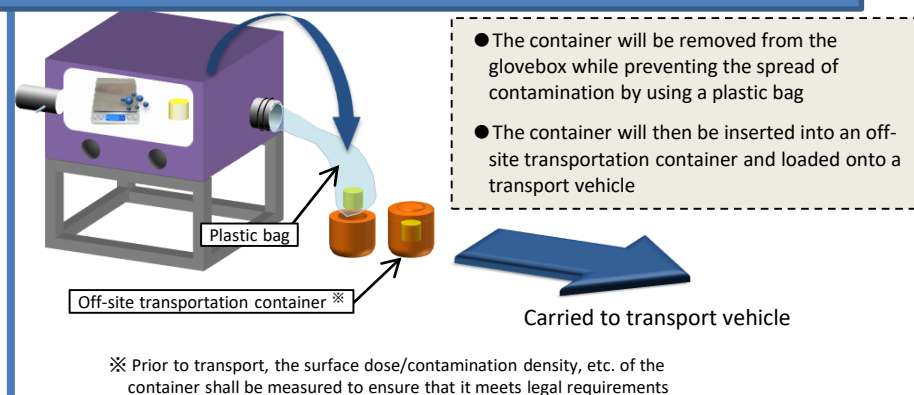 ● The container will be removed from the
glovebox while preventing the spread of
contamination by using a plastic bag
● The container will then be inserted into an off-
site transportation container and loaded onto a
transport vehicle
Plastic bag
Off-site transportation container ※
Carried to transport vehicle
※ Prior to transport, the surface dose/contamination density, etc. of the
container shall be measured to ensure that it meets legal requirements